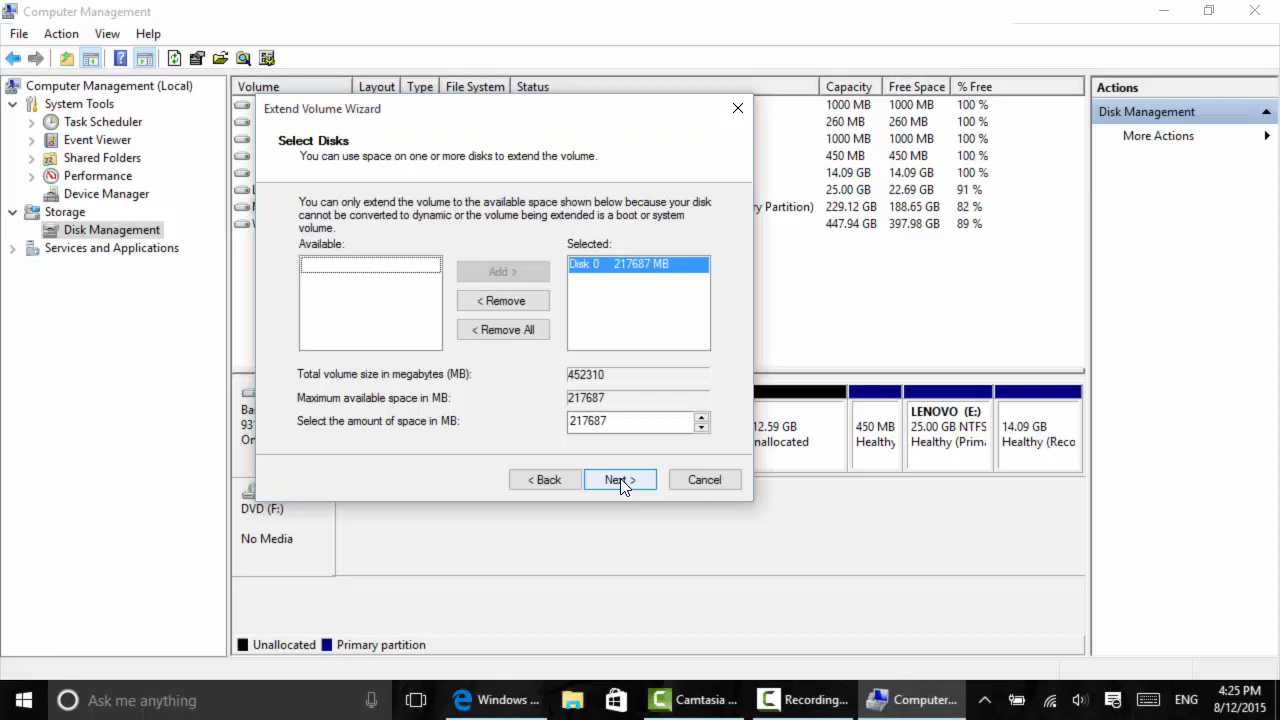 Computer Management
File Action View Help
Computer Management (Local)
System Tools
Task Scheduler
Event Viewer
Shared Folders
Performance
Device Manager
Storage
Disk Management
Services and Applications
Volume Layout Type File System Status Capacity Free Space % Free
1000 MB 1000 MB 100 %
260 MB 260 MB 100 %
1000 MB 1000 MB 100 %
450 MB 450 MB 100 %
14.09 GB 14.09 GB 100 %
25.00 GB 22.69 GB 91 %
y Partition) 229.12 GB 188.65 GB 82 %
447.94 GB 397.98 GB 89 %
Extend Volume Wizard
Select Disks
You can use space on one or more disks to extend the volume.
You can only extend the volume to the available space shown below because your disk
cannot be converted to dynamic or the volume being extended is a boot or system
volume.
Available: Selected:
Disk 0 217687 MB
Add >
< Remove
< Remove All
Total volume size in megabytes (MB): 452310
Maximum available space in MB: 217687
Select the amount of space in MB: 217687
< Back Next > Cancel
Ba
93
On
12.59 GB
nallocated
450 MB
Healthy
LENOVO (E:)
25.00 GB NTFS
Healthy (Prima
14.09 GB
Healthy (Reco
DVD (F:)
No Media
Unallocated Primary partition
Actions
Disk Management
More Actions
Ask me anything
Windows ...
Camtasia ...
Recording...
Computer...
ENG
4:25 PM
8/12/2015